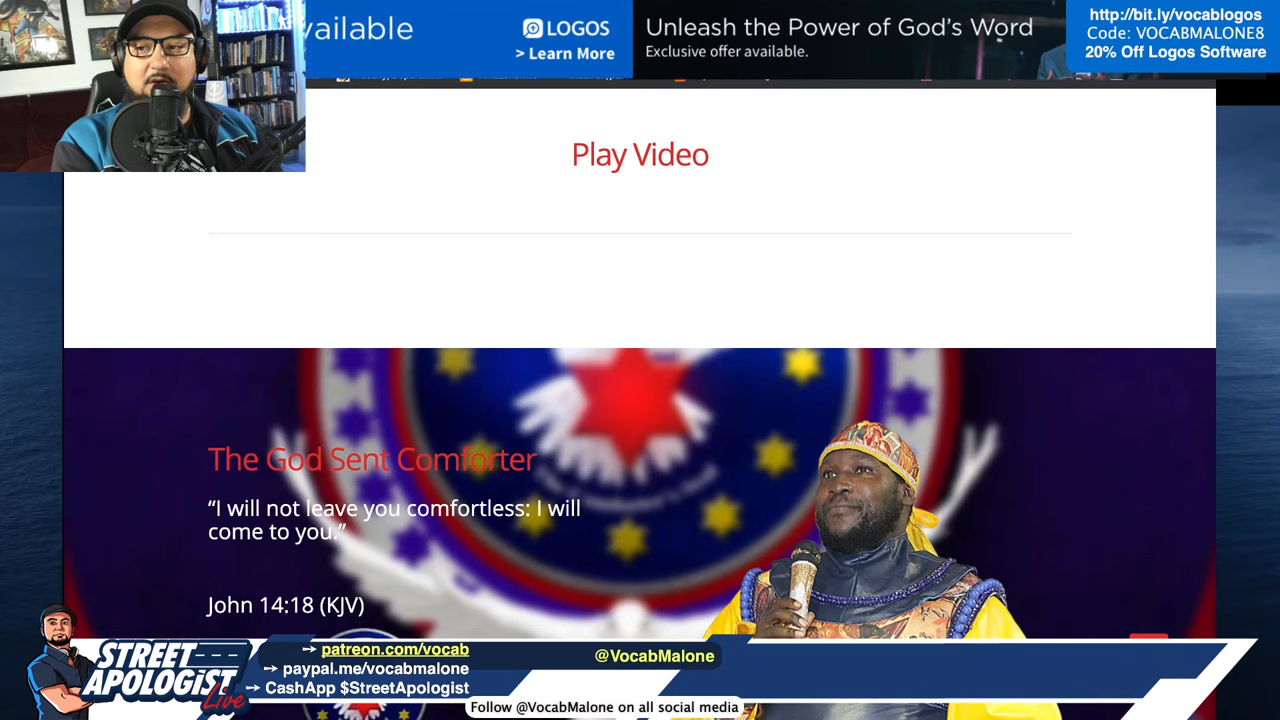 vailable
LOGOS
> Learn More
Unleash the Power of God's Word
Exclusive offer available.
http://bit.ly/vocablogos
Code: VOCABMALONE8
20% Off Logos Software
Play Video
The God Sent Comforter
“I will not leave you comfortless: I will
come to you.”
John 14:18 (KJV)
STREET
APOLOGIST
Live
→ patreon.com/vocab
→ paypal.me/vocabmalone
→ CashApp $StreetApologist
@VocabMalone
Follow @VocabMalone on all social media